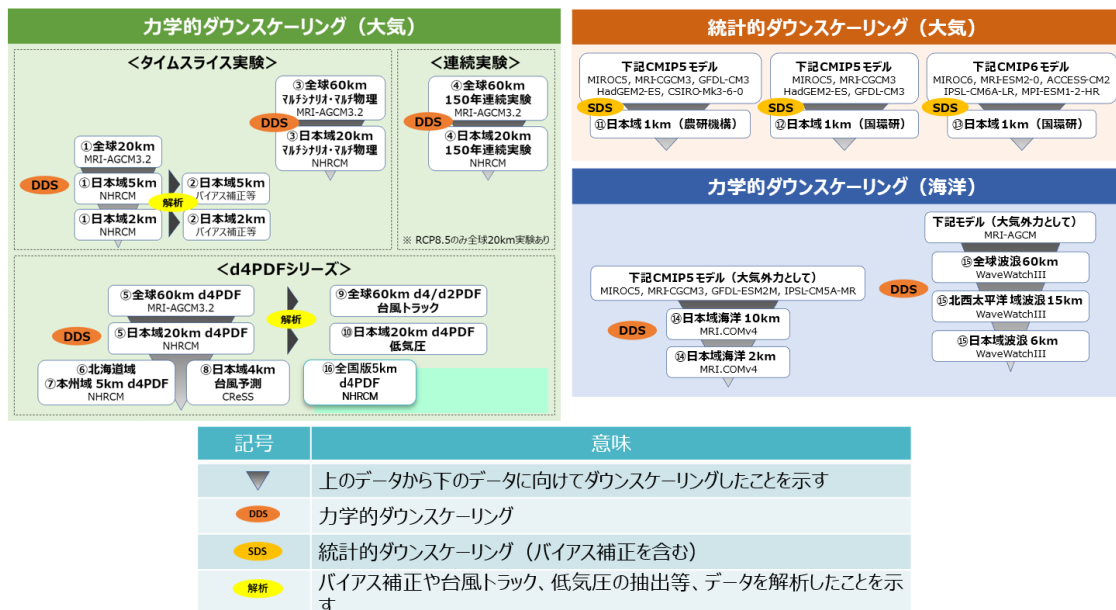 力学的ダウンスケーリング（大気）
＜タイムスライス実験＞
①全球20km
MRI-AGCM3.2
DDS
①日本域5km
NHRCM
①日本域2km
NHRCM
解析
②日本域5km
バイアス補正等
②日本域2km
バイアス補正等
③全球60km
マルチシナリオ・マルチ物理
MRI-AGCM3.2
DDS
③日本域20km
マルチシナリオ・マルチ物理
NHRCM
＜連続実験＞
④全球60km
150年連続実験
MRI-AGCM3.2
DDS
④日本域20km
150年連続実験
NHRCM
※ RCP8.5のみ全球20km実験あり
＜d4PDFシリーズ＞
⑤全球60km d4PDF
MRI-AGCM3.2
DDS
⑤日本域20km d4PDF
NHRCM
⑥北海道域
⑦本州域 5km d4PDF
NHRCM
⑧日本域4km
台風予測
CReSS
解析
⑨全球60km d4/d2PDF
台風トラック
⑩日本域20km d4PDF
低気圧
⑯全国版5km
d4PDF
NHRCM
統計的ダウンスケーリング（大気）
下記CMIP5モデル
MIROC5, MRI-CGCM3, GFDL-CM3
HadGEM2-ES, CSIRO-Mk3-6-0
SDS
⑪日本域1km（農研機構）
下記CMIP5モデル
MIROC5, MRI-CGCM3
HadGEM2-ES, GFDL-CM3
SDS
⑫日本域1km（国環研）
下記CMIP6モデル
MIROC6, MRI-ESM2-0, ACCESS-CM2
IPSL-CM6A-LR, MPI-ESM1-2-HR
SDS
⑬日本域1km（国環研）
力学的ダウンスケーリング（海洋）
下記CMIP5モデル（大気外力として）
MIROC5, MRI-CGCM3, GFDL-ESM2M, IPSL-CM5A-MR
DDS
⑭日本域海洋 10km
MRI.COMv4
⑭日本域海洋 2km
MRI.COMv4
下記モデル（大気外力として）
MRI-AGCM
DDS
⑮全球波浪60km
WaveWatchIII
⑮北西太平洋 域波浪15km
WaveWatchIII
⑮日本域波浪 6km
WaveWatchIII
記号 意味
上のデータから下のデータに向けてダウンスケーリングしたことを示す
DDS 力学的ダウンスケーリング
SDS 統計的ダウンスケーリング（バイアス補正を含む）
解析 バイアス補正や台風トラック、低気圧の抽出等、データを解析したことを示
す